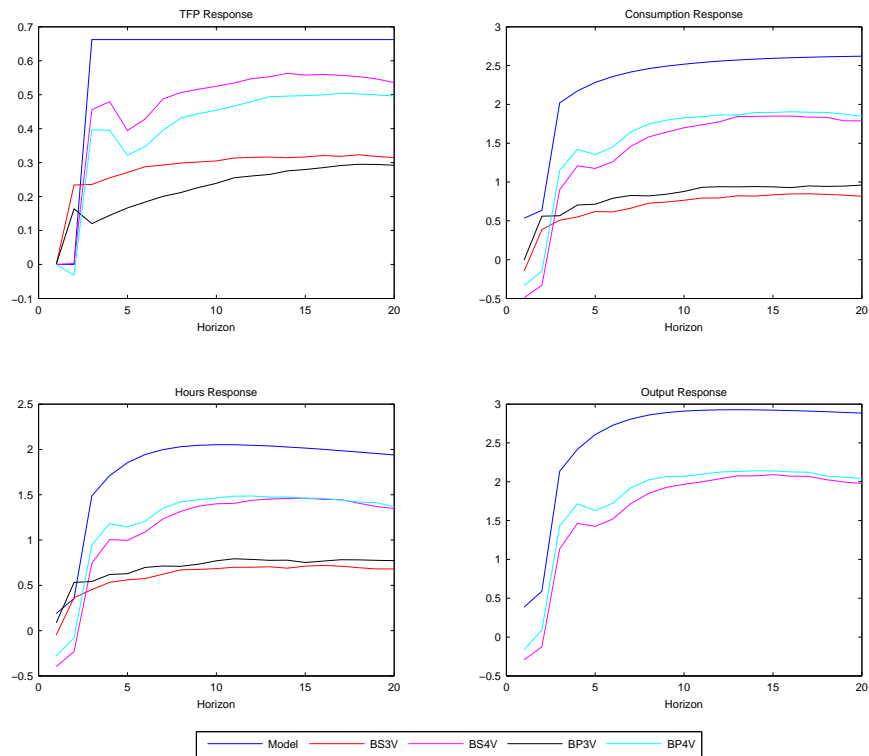 TFP Response
0.7
0.6
0.5
0.4
0.3
0.2
0.1
0
−0.1
0 5 10 15 20
Horizon
Consumption Response
3
2.5
2
1.5
1
0.5
0
−0.5
0 5 10 15 20
Horizon
Hours Response
2.5
2
1.5
1
0.5
0
−0.5
0 5 10 15 20
Horizon
Output Response
3
2.5
2
1.5
1
0.5
0
−0.5
0 5 10 15 20
Horizon
Model BS3V BS4V BP3V BP4V